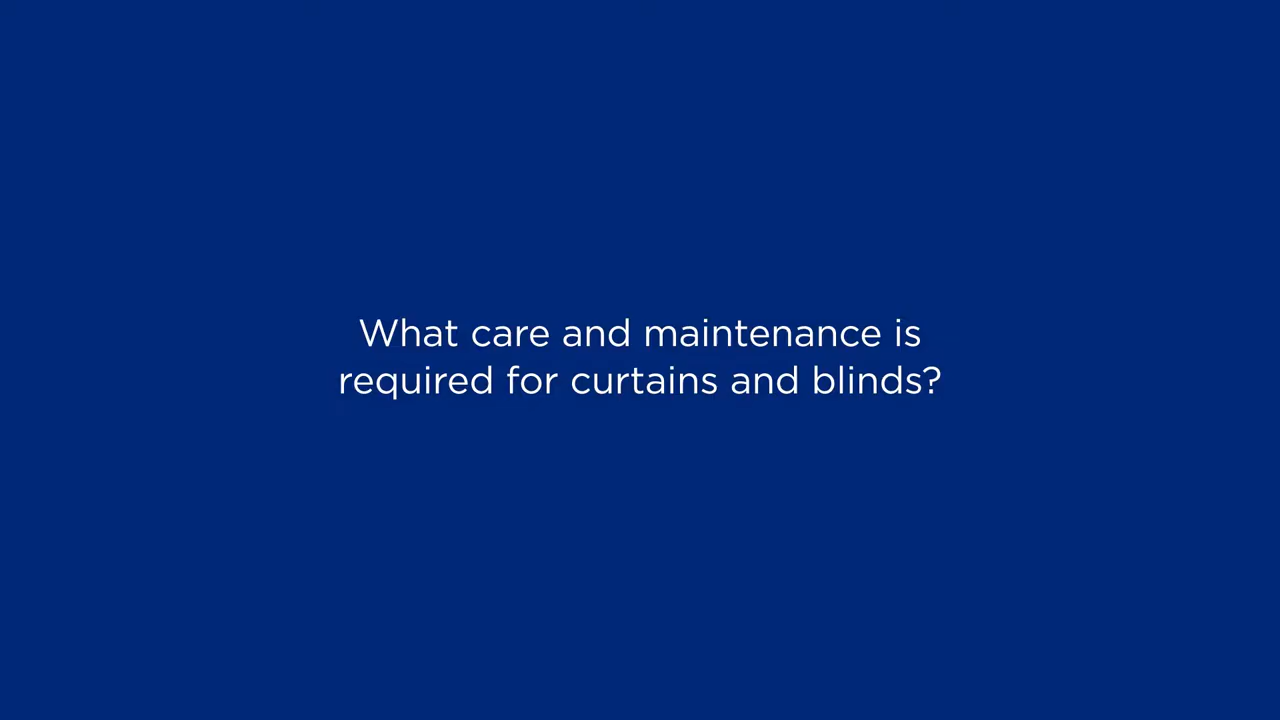 What care and maintenance is
required for curtains and blinds?